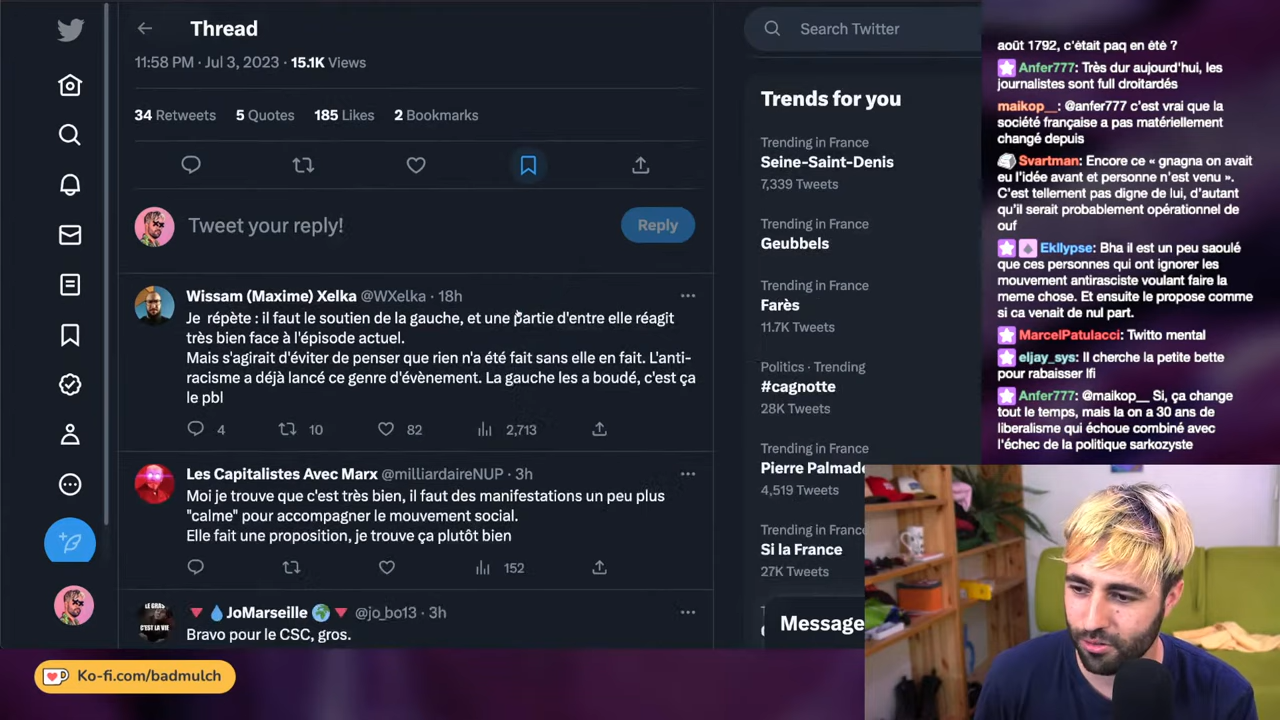 Thread
11:58 PM · Jul 3, 2023 · 15.1K Views
34 Retweets 5 Quotes 185 Likes 2 Bookmarks
Tweet your reply!
Reply
Wissam (Maxime) Xelka @WXelka · 18h
Je répète : il faut le soutien de la gauche, et une partie d'entre elle réagit
très bien face à l'épisode actuel.
Mais s'agirait d'éviter de penser que rien n'a été fait sans elle en fait. L'anti-
racisme a déjà lancé ce genre d'évènement. La gauche les a boudé, c'est ça
le pbl
4 10 82 2,713
Les Capitalistes Avec Marx @milliardaireNUP · 3h
Moi je trouve que c'est très bien, il faut des manifestations un peu plus
"calme" pour accompagner le mouvement social.
Elle fait une proposition, je trouve ça plutôt bien
152
JoMarseille @jo_bo13 · 3h
Bravo pour le CSC, gros.
Search Twitter
Trends for you
Trending in France
Seine-Saint-Denis
7,339 Tweets
Trending in France
Geubbels
Trending in France
Farès
11.7K Tweets
Politics · Trending
#cagnotte
28K Tweets
Trending in France
Pierre Palmade
4,519 Tweets
Trending in France
Si la France
27K Tweets
Message
août 1792, c'était paq en été ?
Anfer777: Très dur aujourd'hui, les
journalistes sont full droitardés
maikop__: @anfer777 c'est vrai que la
société française a pas matériellement
changé depuis
Svartman: Encore ce « gnagna on avait
eu l'idée avant et personne n'est venu ».
C'est tellement pas digne de lui, d'autant
qu'il serait probablement opérationnel de
ouf
Ekllypse: Bha il est un peu saoulé
que ces personnes qui ont ignorer les
mouvement antiraciste voulant faire la
meme chose. Et ensuite le propose comme
si ca venait de nul part.
MarcelPatulacci: Twitto mental
eljay_sys: Il cherche la petite bette
pour rabaisser lfi
Anfer777: @maikop__ Si, ça change
tout le temps, mais la on a 30 ans de
liberalisme qui échoue combiné avec
l'échec de la politique sarkozyste
Ko-fi.com/badmulch